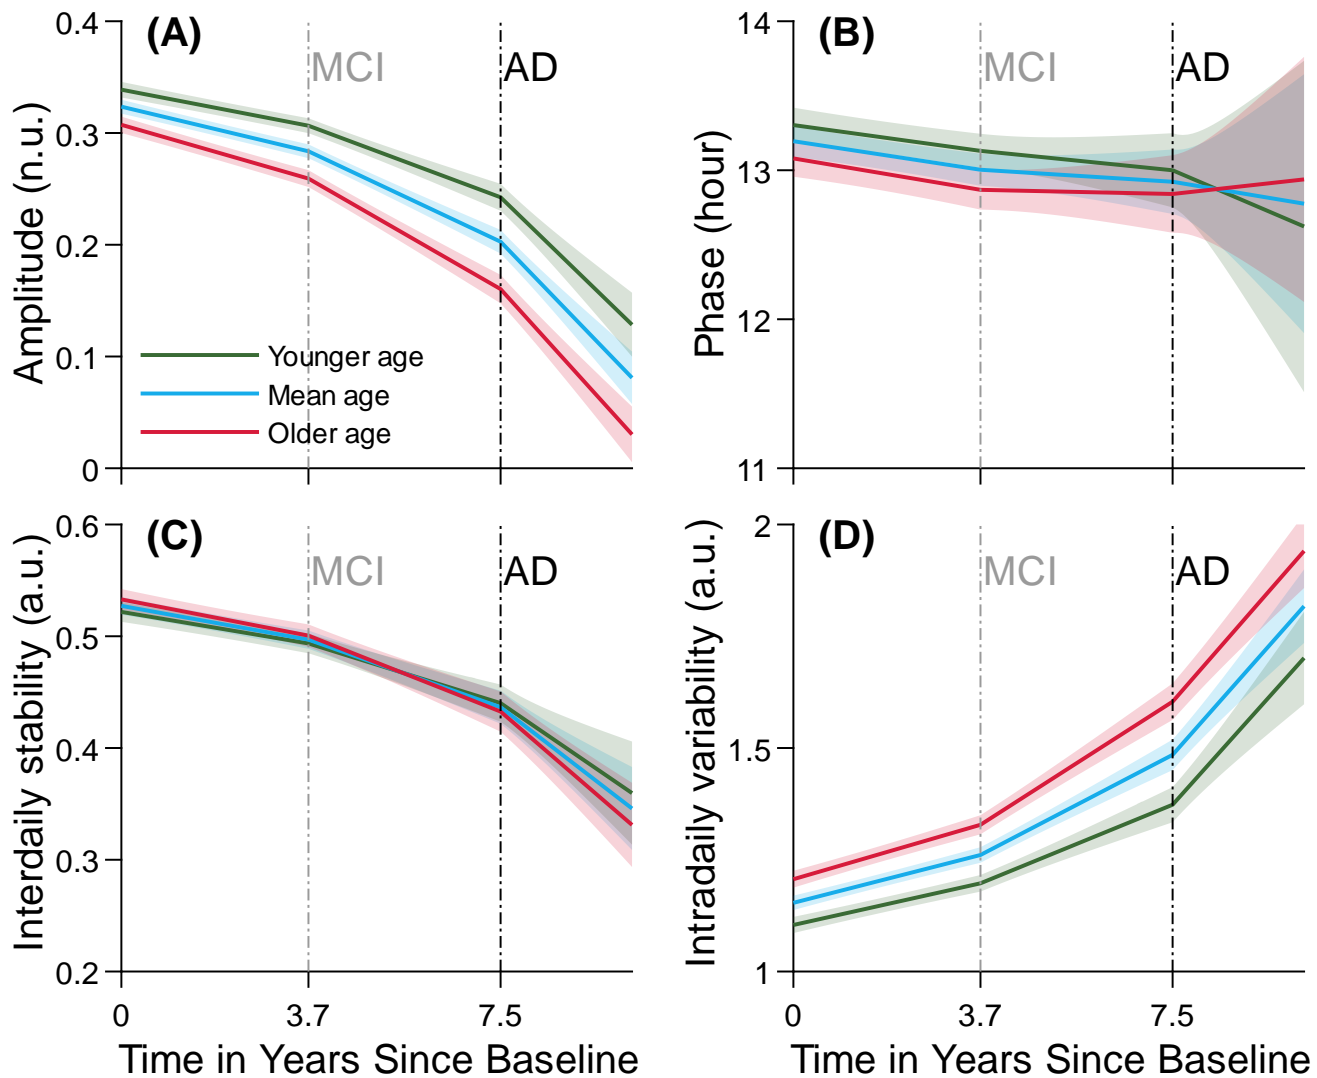 (A)
MCI
AD
0.4
0.3
0.2
0.1
0
Amplitude (n.u.)
Younger age
Mean age
Older age
(B)
MCI
AD
14
13
12
11
Phase (hour)
(C)
MCI
AD
0.6
0.5
0.4
0.3
0.2
Interdaily stability (a.u.)
0
3.7
7.5
Time in Years Since Baseline
(D)
MCI
AD
2
1.5
1
Intradaily variability (a.u.)
0
3.7
7.5
Time in Years Since Baseline